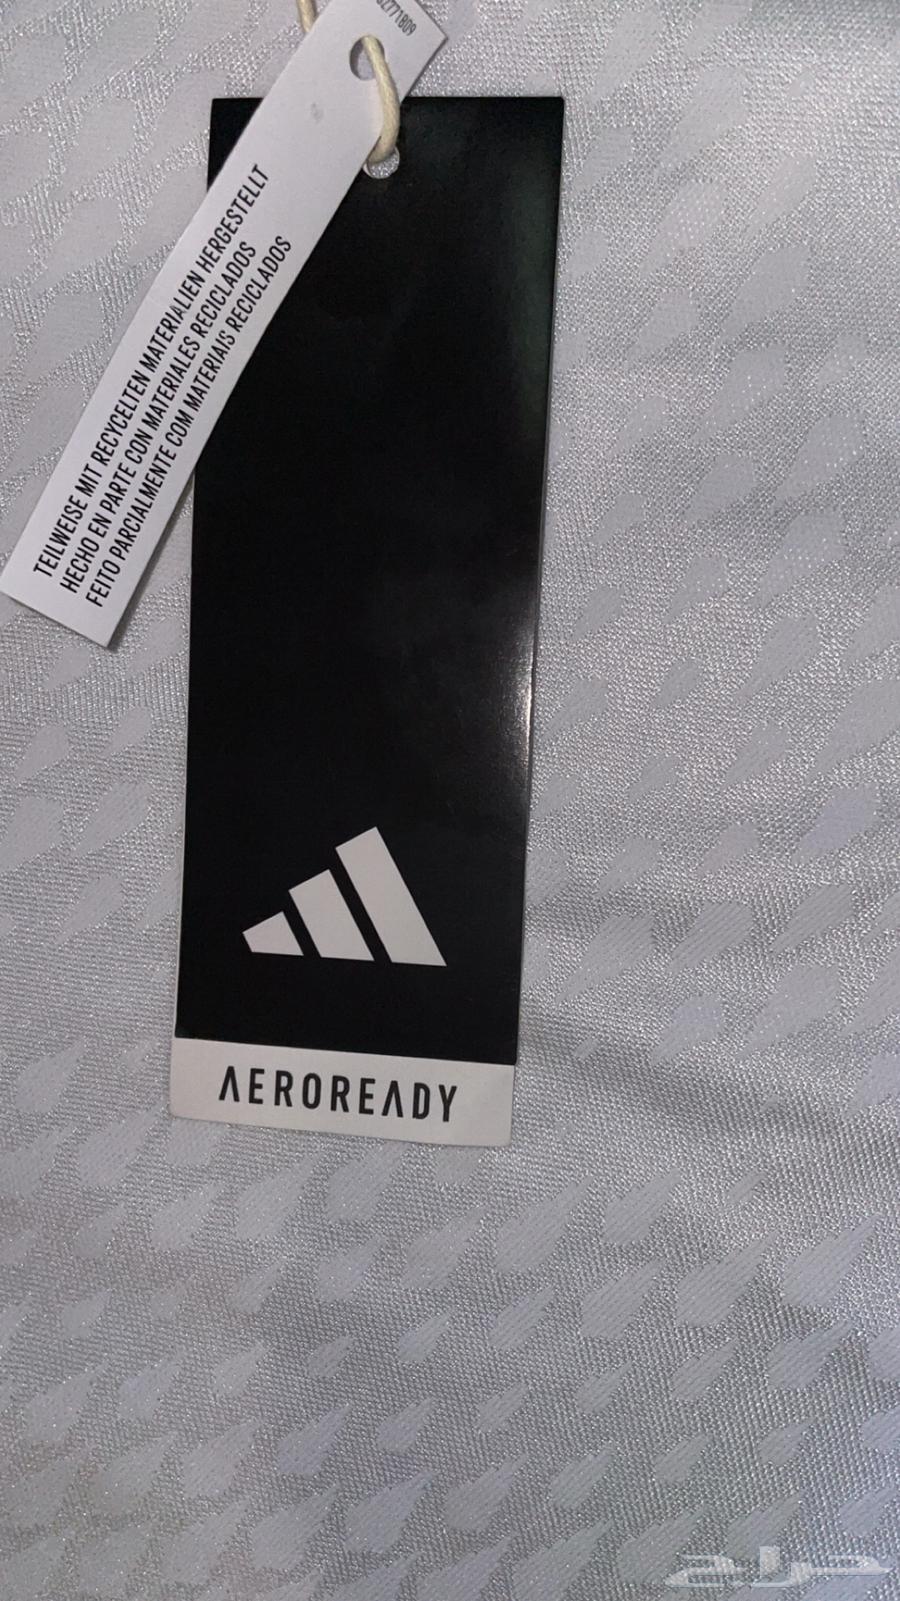 TEILWEISE MIT RECYCELTEN MATERIALIEN HERGESTELLT
HECHO EN PARTE CON MATERIALES RECICLADOS
FEITO PARCIALMENTE COM MATERIAIS RECICLADOS
AEROREADY
حراج